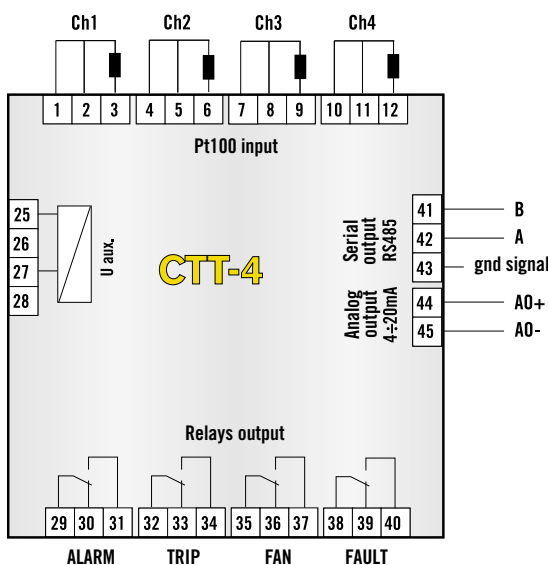 Ch1 Ch2 Ch3 Ch4
1 2 3 4 5 6 7 8 9 10 11 12
Pt100 input
25
26
27
28
U aux.
CTT-4
Serial
output
RS485
41 B
42 A
43 gnd signal
Analog
output
4÷20mA
44 AO+
45 AO-
Relays output
29 30 31 32 33 34 35 36 37 38 39 40
ALARM TRIP FAN FAULT